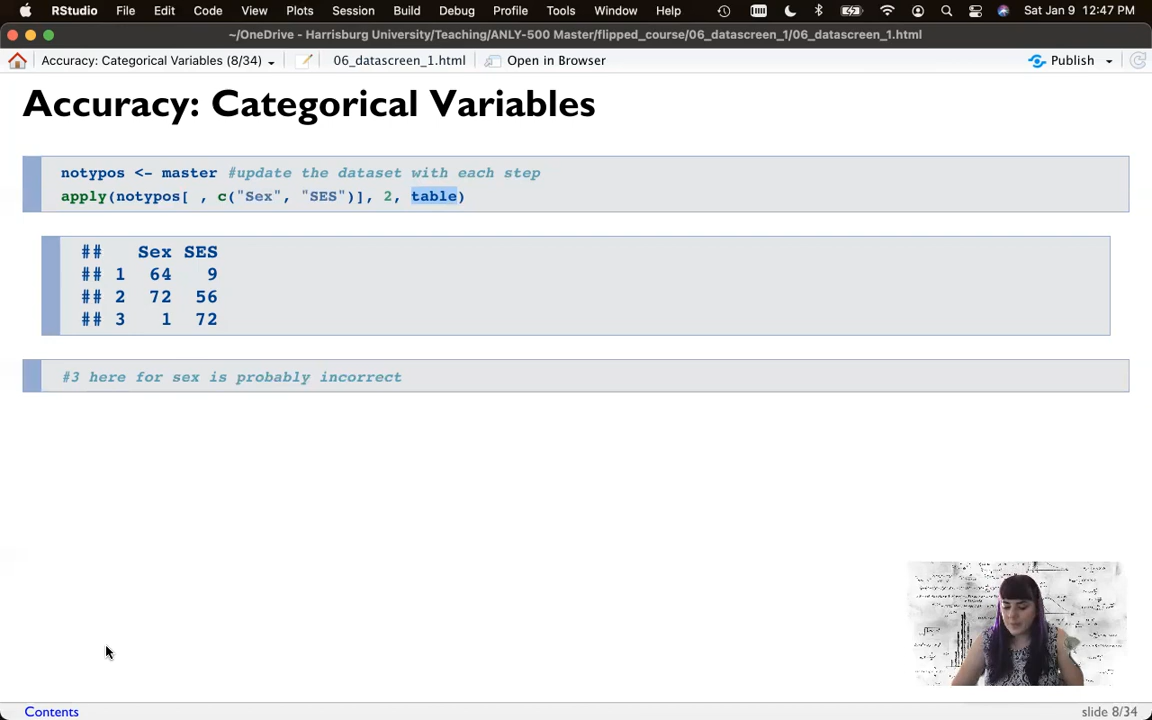 RStudio File Edit Code View Plots Session Build Debug Profile Tools Window Help Sat Jan 9 12:47 PM
~/OneDrive - Harrisburg University/Teaching/ANLY-500 Master/flipped_course/06_datascreen_1/06_datascreen_1.html
Accuracy: Categorical Variables (8/34) 06_datascreen_1.html Open in Browser Publish
Accuracy: Categorical Variables
notypos <- master #update the dataset with each step
apply(notypos[ , c("Sex", "SES")], 2, table)
## Sex SES
## 1 64 9
## 2 72 56
## 3 1 72
#3 here for sex is probably incorrect
Contents slide 8/34